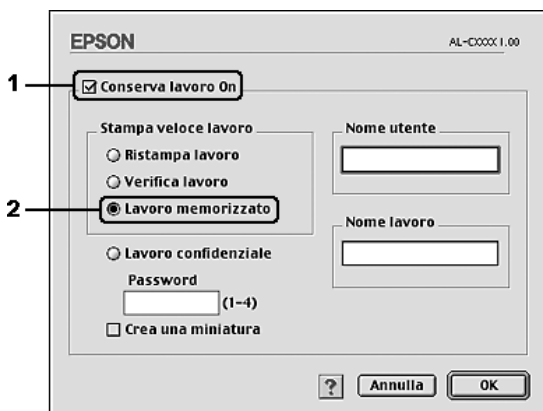 EPSON
AL-CXXXX 1.00
1
Conserva lavoro On
Stampa veloce lavoro
Ristampa lavoro
Verifica lavoro
2
Lavoro memorizzato
Lavoro confidenziale
Password
(1-4)
Crea una miniatura
Nome utente
Nome lavoro
?
Annulla
OK